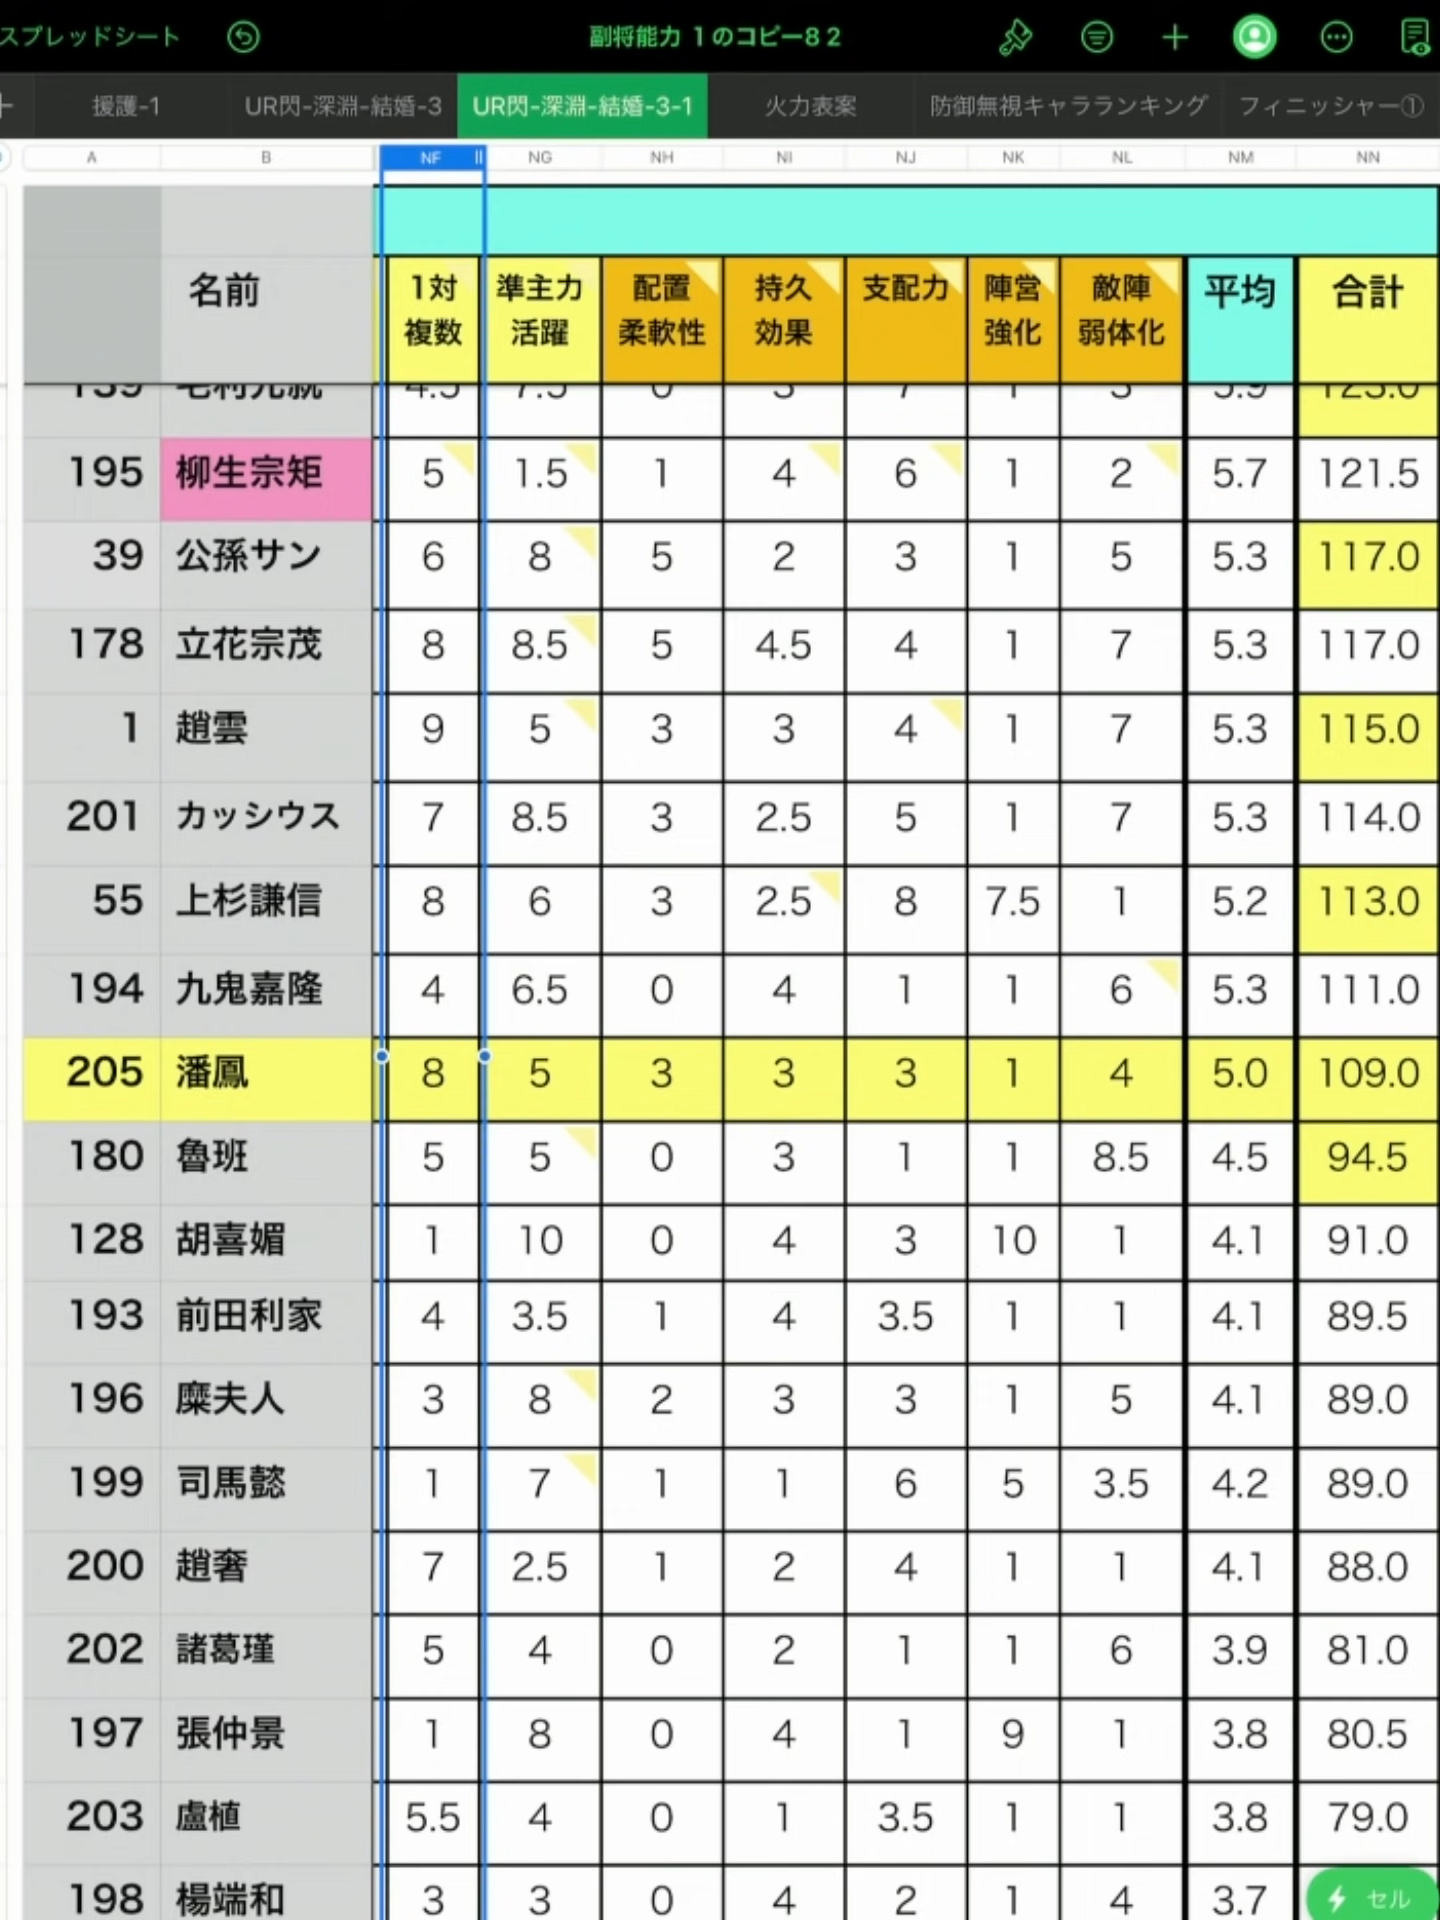 スプレッドシート 副将能力 1のコピー8 2
援護-1 UR閃-深淵-結婚-3 UR閃-深淵-結婚-3-1 火力表案 防御無視キャラランキング フィニッシャー①
A B NF NG NH NI NJ NK NL NM NN
名前 1対複数 準主力活躍 配置柔軟性 持久効果 支配力 陣営強化 敵陣弱体化 平均 合計
139 毛利元就 4.5 7.5 0 3 7 1 3 5.9 123.0
195 柳生宗矩 5 1.5 1 4 6 1 2 5.7 121.5
39 公孫サン 6 8 5 2 3 1 5 5.3 117.0
178 立花宗茂 8 8.5 5 4.5 4 1 7 5.3 117.0
1 趙雲 9 5 3 3 4 1 7 5.3 115.0
201 カッシウス 7 8.5 3 2.5 5 1 7 5.3 114.0
55 上杉謙信 8 6 3 2.5 8 7.5 1 5.2 113.0
194 九鬼嘉隆 4 6.5 0 4 1 1 6 5.3 111.0
205 潘鳳 8 5 3 3 3 1 4 5.0 109.0
180 魯班 5 5 0 3 1 1 8.5 4.5 94.5
128 胡喜媚 1 10 0 4 3 10 1 4.1 91.0
193 前田利家 4 3.5 1 4 3.5 1 1 4.1 89.5
196 糜夫人 3 8 2 3 3 1 5 4.1 89.0
199 司馬懿 1 7 1 1 6 5 3.5 4.2 89.0
200 趙奢 7 2.5 1 2 4 1 1 4.1 88.0
202 諸葛瑾 5 4 0 2 1 1 6 3.9 81.0
197 張仲景 1 8 0 4 1 9 1 3.8 80.5
203 盧植 5.5 4 0 1 3.5 1 1 3.8 79.0
198 楊端和 3 3 0 4 2 1 4 3.7 セル